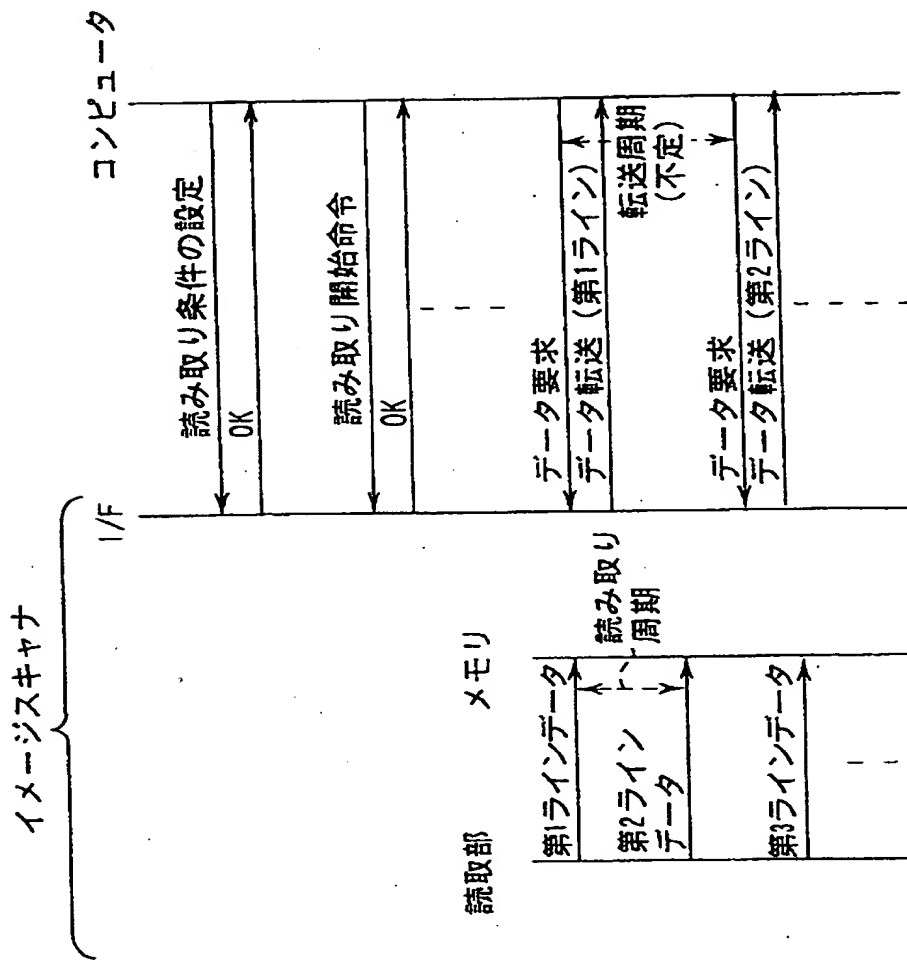 イメージスキャナ
I/F
コンピュータ
読み取り条件の設定
OK
読み取り開始命令
OK
読取部
メモリ
第1ラインデータ
読み取り
周期
第2ライン
データ
第3ラインデータ
データ要求
データ転送(第1ライン)
転送周期
(不定)
データ要求
データ転送(第2ライン)